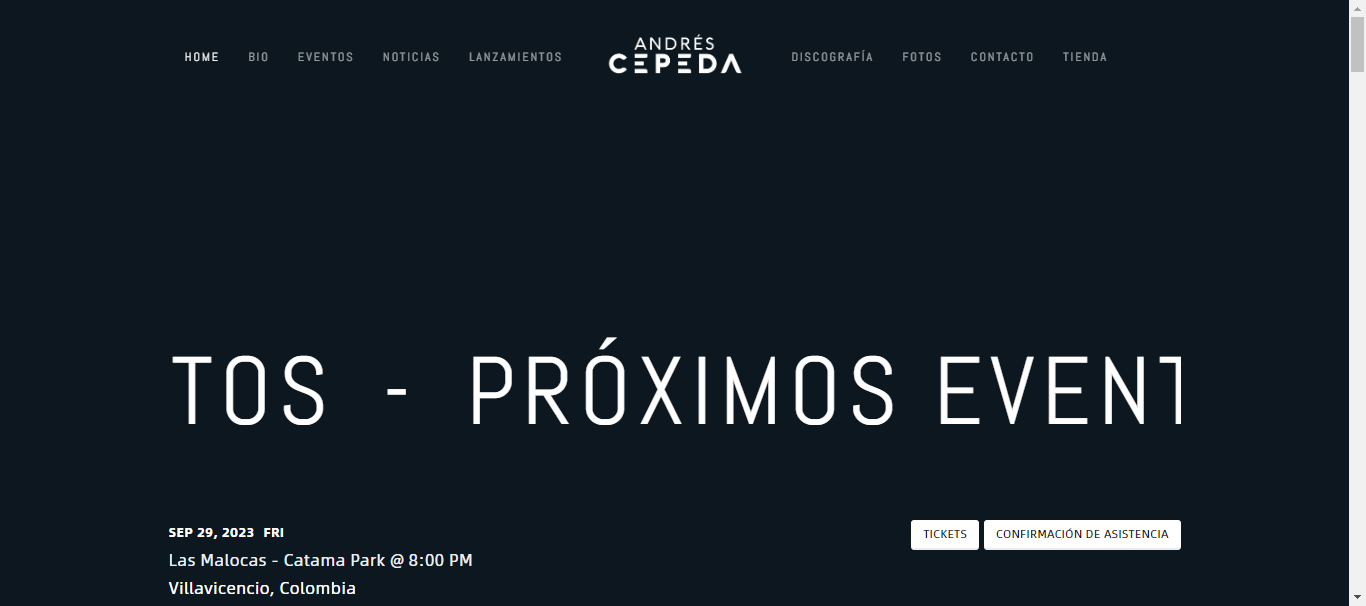 HOME BIO EVENTOS NOTICIAS LANZAMIENTOS ANDRÉS CEPEDA DISCOGRAFÍA FOTOS CONTACTO TIENDA
TOS - PRÓXIMOS EVENT
SEP 29, 2023 FRI
TICKETS CONFIRMACIÓN DE ASISTENCIA
Las Malocas - Catama Park @ 8:00 PM
Villavicencio, Colombia